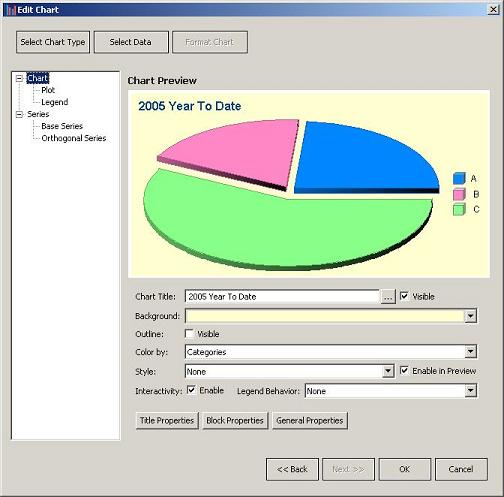 Edit Chart
Select Chart Type Select Data Format Chart
Chart
Plot
Legend
Series
Base Series
Orthogonal Series
Chart Preview
2005 Year To Date
A
B
C
Chart Title: 2005 Year To Date ... Visible
Background:
Outline: Visible
Color by: Categories
Style: None Enable in Preview
Interactivity: Enable Legend Behavior: None
Title Properties Block Properties General Properties
<< Back Next >> OK Cancel